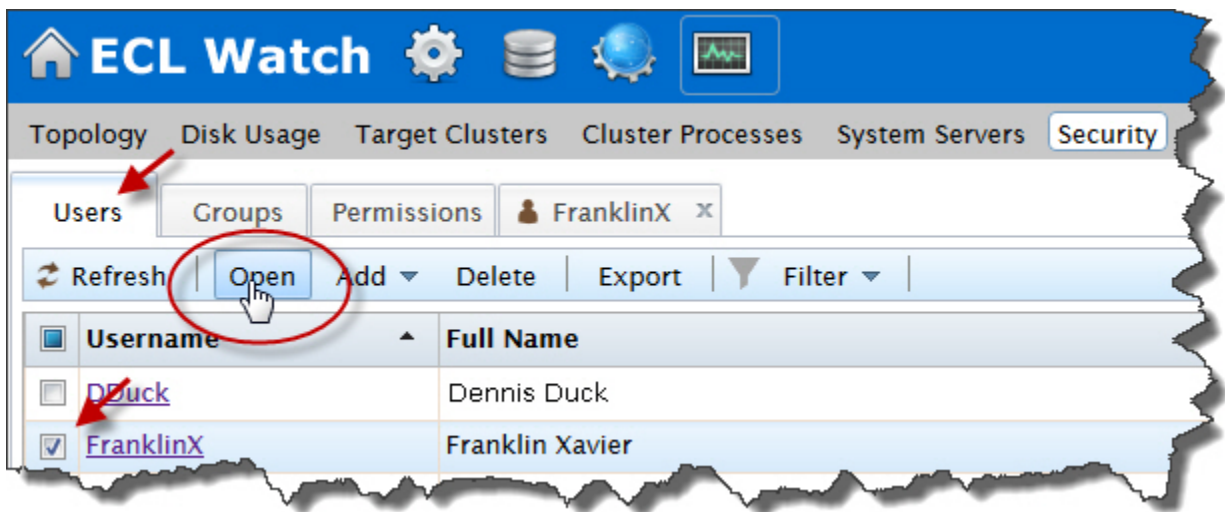 ECL Watch
Topology Disk Usage Target Clusters Cluster Processes System Servers Security
Users Groups Permissions FranklinX x
Refresh Open Add Delete Export Filter
Username Full Name
DDuck Dennis Duck
FranklinX Franklin Xavier